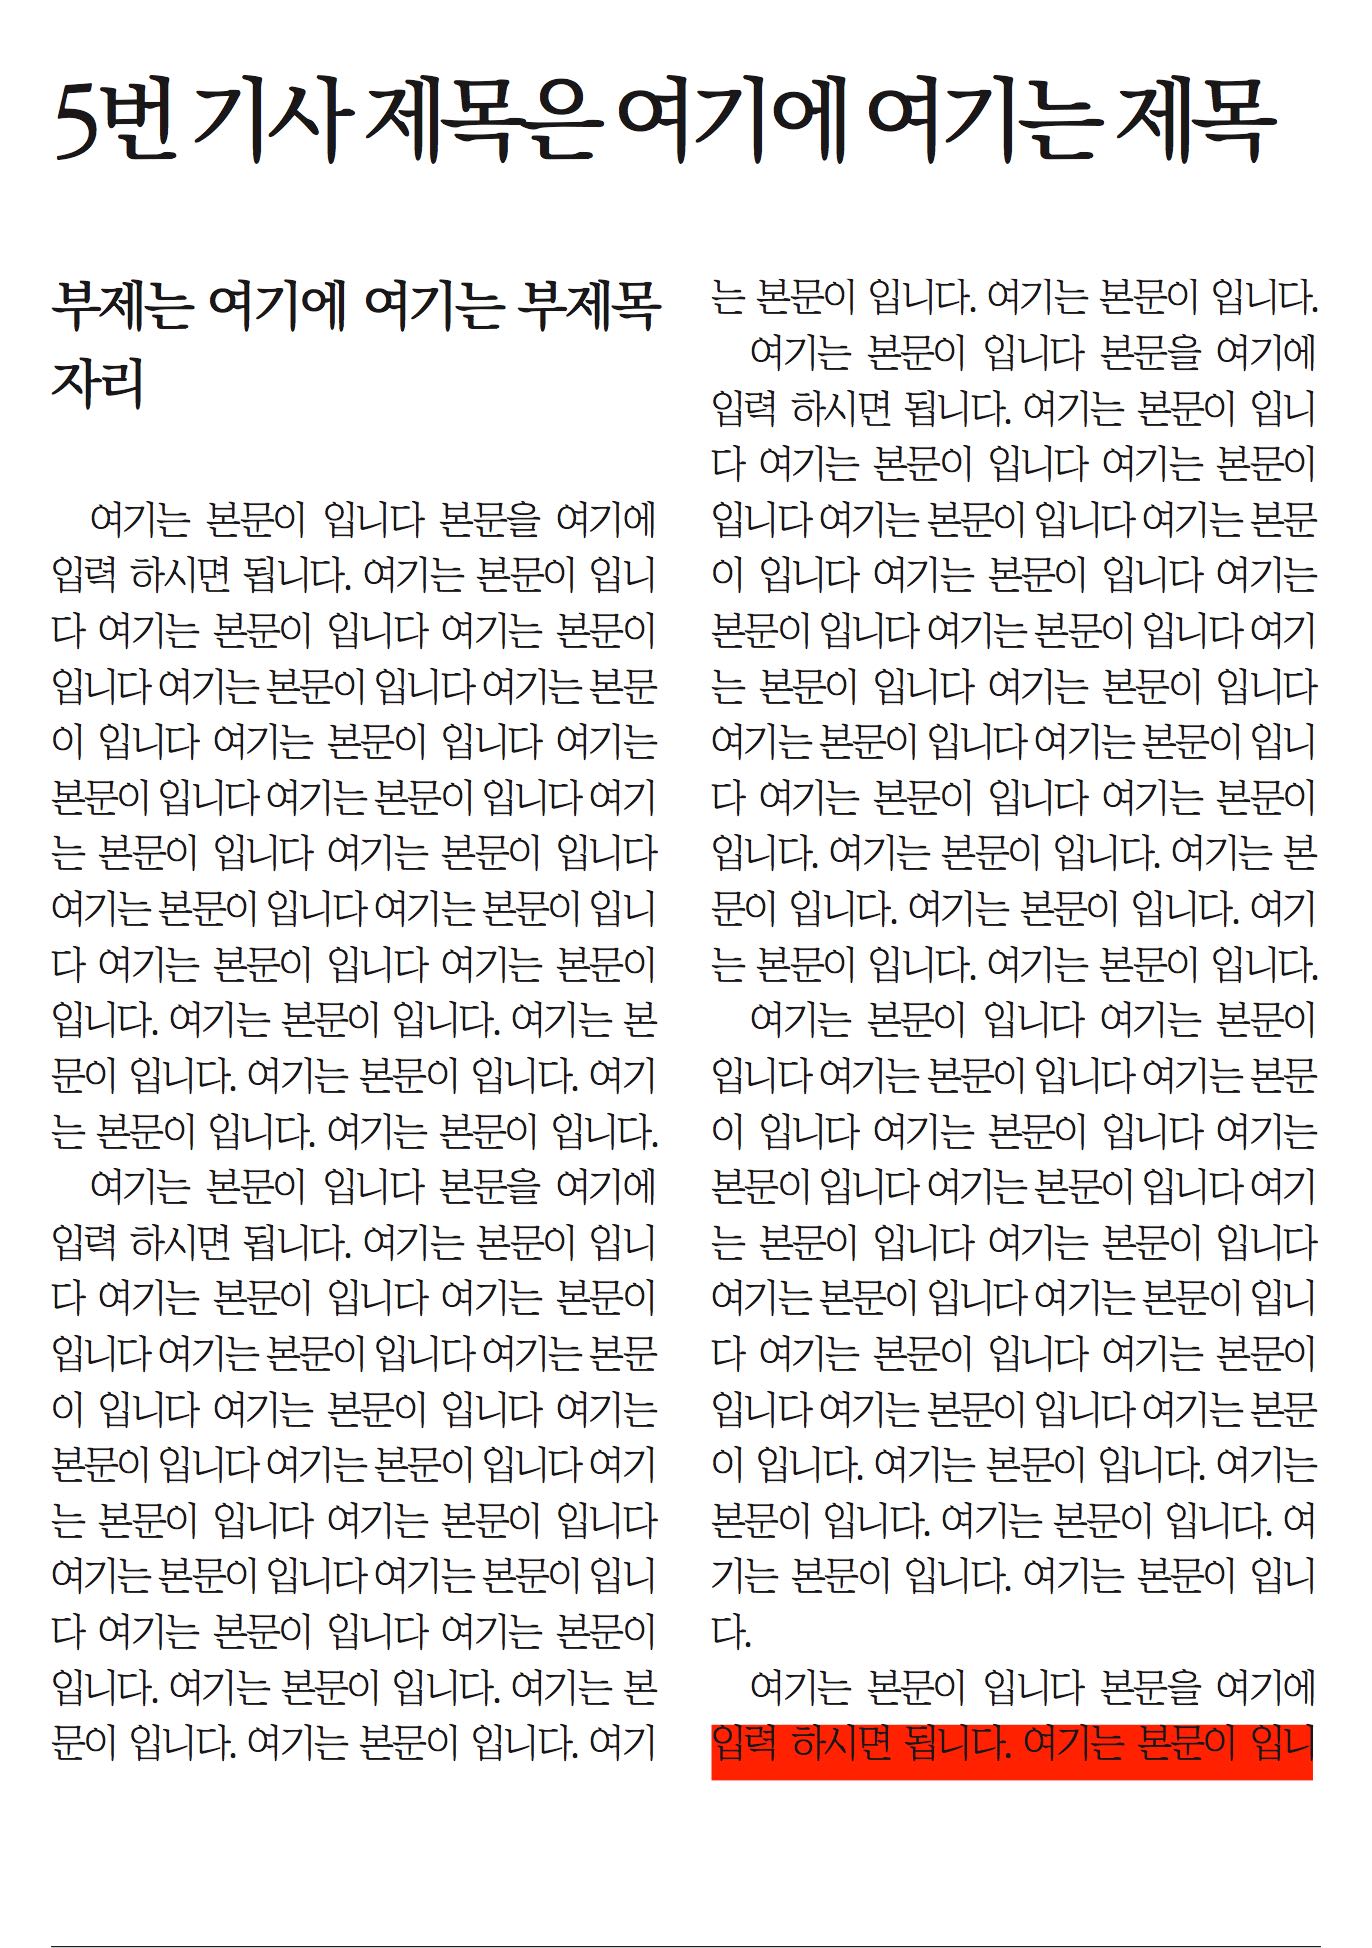 5번 기사 제목은 여기에 여기는 제목
부제는 여기에 여기는 부제목
자리
여기는 본문이 입니다 본문을 여기에
입력 하시면 됩니다. 여기는 본문이 입니
다 여기는 본문이 입니다 여기는 본문이
입니다 여기는 본문이 입니다 여기는 본문
이 입니다 여기는 본문이 입니다 여기는
본문이 입니다 여기는 본문이 입니다 여기
는 본문이 입니다 여기는 본문이 입니다
여기는 본문이 입니다 여기는 본문이 입니
다 여기는 본문이 입니다 여기는 본문이
입니다. 여기는 본문이 입니다. 여기는 본
문이 입니다. 여기는 본문이 입니다. 여기
는 본문이 입니다. 여기는 본문이 입니다.
여기는 본문이 입니다 본문을 여기에
입력 하시면 됩니다. 여기는 본문이 입니
다 여기는 본문이 입니다 여기는 본문이
입니다 여기는 본문이 입니다 여기는 본문
이 입니다 여기는 본문이 입니다 여기는
본문이 입니다 여기는 본문이 입니다 여기
는 본문이 입니다 여기는 본문이 입니다
여기는 본문이 입니다 여기는 본문이 입니
다 여기는 본문이 입니다 여기는 본문이
입니다. 여기는 본문이 입니다. 여기는 본
문이 입니다. 여기는 본문이 입니다. 여기
는 본문이 입니다. 여기는 본문이 입니다.
여기는 본문이 입니다 본문을 여기에
입력 하시면 됩니다. 여기는 본문이 입니
다 여기는 본문이 입니다 여기는 본문이
입니다 여기는 본문이 입니다 여기는 본문
이 입니다 여기는 본문이 입니다 여기는
본문이 입니다 여기는 본문이 입니다 여기
는 본문이 입니다 여기는 본문이 입니다
여기는 본문이 입니다 여기는 본문이 입니
다 여기는 본문이 입니다 여기는 본문이
입니다. 여기는 본문이 입니다. 여기는 본
문이 입니다. 여기는 본문이 입니다. 여기
는 본문이 입니다. 여기는 본문이 입니다.
여기는 본문이 입니다 여기는 본문이
입니다 여기는 본문이 입니다 여기는 본문
이 입니다 여기는 본문이 입니다 여기는
본문이 입니다 여기는 본문이 입니다 여기
는 본문이 입니다 여기는 본문이 입니다
여기는 본문이 입니다 여기는 본문이 입니
다 여기는 본문이 입니다 여기는 본문이
입니다 여기는 본문이 입니다 여기는 본문
이 입니다. 여기는 본문이 입니다. 여기는
본문이 입니다. 여기는 본문이 입니다. 여
기는 본문이 입니다. 여기는 본문이 입니
다.
여기는 본문이 입니다 본문을 여기에
입력 하시면 됩니다. 여기는 본문이 입니